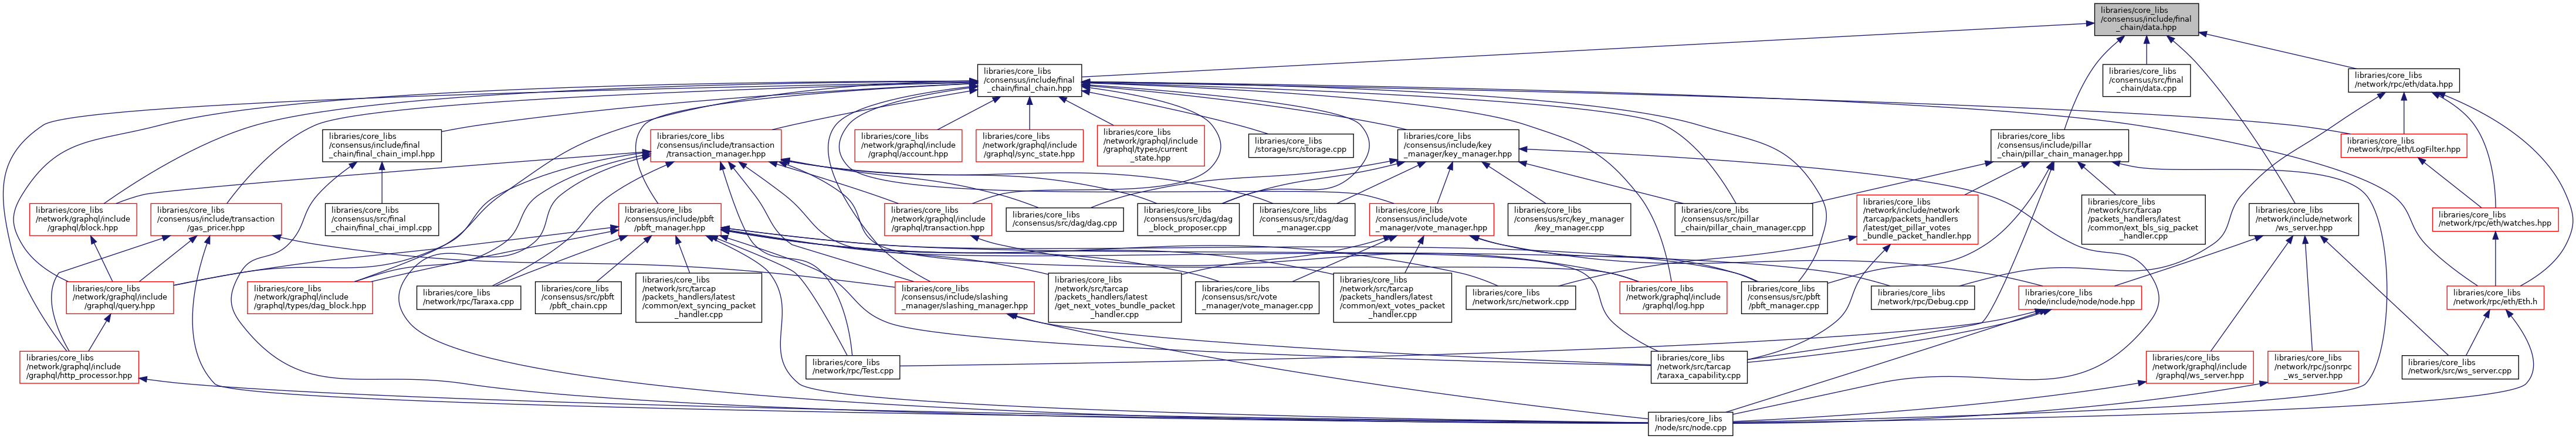 libraries/core_libs
/consensus/include/final
_chain/data.hpp
libraries/core_libs
/consensus/include/final
_chain/final_chain.hpp
libraries/core_libs
/consensus/src/final
_chain/data.cpp
libraries/core_libs
/network/rpc/eth/data.hpp
libraries/core_libs
/consensus/include/final
_chain/final_chain_impl.hpp
libraries/core_libs
/consensus/include/transaction
/transaction_manager.hpp
libraries/core_libs
/network/graphql/include
/graphql/account.hpp
libraries/core_libs
/network/graphql/include
/graphql/sync_state.hpp
libraries/core_libs
/network/graphql/include
/graphql/types/current
_state.hpp
libraries/core_libs
/storage/src/storage.cpp
libraries/core_libs
/consensus/include/key
_manager/key_manager.hpp
libraries/core_libs
/consensus/include/pillar
_chain/pillar_chain_manager.hpp
libraries/core_libs
/network/rpc/eth/LogFilter.hpp
libraries/core_libs
/network/graphql/include
/graphql/block.hpp
libraries/core_libs
/consensus/include/transaction
/gas_pricer.hpp
libraries/core_libs
/consensus/src/final
_chain/final_chai_impl.cpp
libraries/core_libs
/consensus/include/pbft
/pbft_manager.hpp
libraries/core_libs
/network/graphql/include
/graphql/transaction.hpp
libraries/core_libs
/consensus/src/dag/dag.cpp
libraries/core_libs
/consensus/src/dag/dag
_block_proposer.cpp
libraries/core_libs
/consensus/src/dag/dag
_manager.cpp
libraries/core_libs
/consensus/include/vote
_manager/vote_manager.hpp
libraries/core_libs
/consensus/src/key_manager
/key_manager.cpp
libraries/core_libs
/consensus/src/pillar
_chain/pillar_chain_manager.cpp
libraries/core_libs
/network/include/network
/tarcap/packets_handlers
/latest/get_pillar_votes
_bundle_packet_handler.hpp
libraries/core_libs
/network/src/tarcap
/packets_handlers/latest
/common/ext_bls_sig_packet
_handler.cpp
libraries/core_libs
/network/include/network
/ws_server.hpp
libraries/core_libs
/network/rpc/eth/watches.hpp
libraries/core_libs
/network/graphql/include
/graphql/query.hpp
libraries/core_libs
/network/graphql/include
/graphql/types/dag_block.hpp
libraries/core_libs
/network/rpc/Taraxa.cpp
libraries/core_libs
/consensus/src/pbft
/pbft_chain.cpp
libraries/core_libs
/network/src/tarcap
/packets_handlers/latest
/common/ext_syncing_packet
_handler.cpp
libraries/core_libs
/consensus/include/slashing
_manager/slashing_manager.hpp
libraries/core_libs
/network/src/tarcap
/packets_handlers/latest
/get_next_votes_bundle_packet
_handler.cpp
libraries/core_libs
/consensus/src/vote
_manager/vote_manager.cpp
libraries/core_libs
/network/src/tarcap
/packets_handlers/latest
/common/ext_votes_packet
_handler.cpp
libraries/core_libs
/network/src/network.cpp
libraries/core_libs
/network/graphql/include
/graphql/log.hpp
libraries/core_libs
/consensus/src/pbft
/pbft_manager.cpp
libraries/core_libs
/network/rpc/Debug.cpp
libraries/core_libs
/node/include/node/node.hpp
libraries/core_libs
/network/rpc/eth/Eth.h
libraries/core_libs
/network/graphql/include
/graphql/http_processor.hpp
libraries/core_libs
/network/rpc/Test.cpp
libraries/core_libs
/network/src/tarcap
/taraxa_capability.cpp
libraries/core_libs
/network/graphql/include
/graphql/ws_server.hpp
libraries/core_libs
/network/rpc/jsonrpc
_ws_server.hpp
libraries/core_libs
/network/src/ws_server.cpp
libraries/core_libs
/node/src/node.cpp